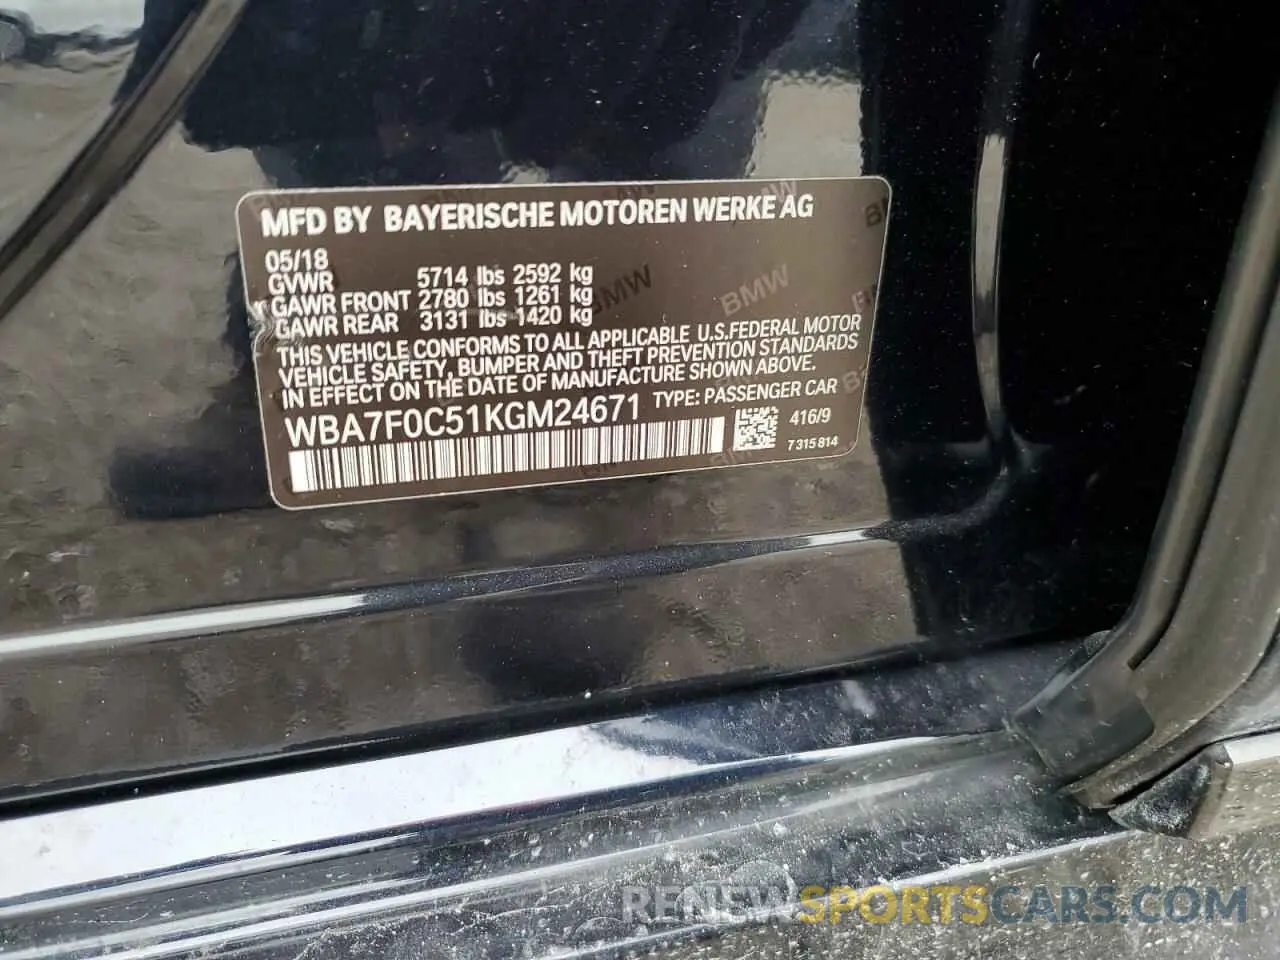 MFD BY BAYERISCHE MOTOREN WERKE AG
05/18
GVWR 5714 lbs 2592 kg
GAWR FRONT 2780 lbs 1261 kg
GAWR REAR 3131 lbs 1420 kg
THIS VEHICLE CONFORMS TO ALL APPLICABLE U.S.FEDERAL MOTOR
VEHICLE SAFETY, BUMPER AND THEFT PREVENTION STANDARDS
IN EFFECT ON THE DATE OF MANUFACTURE SHOWN ABOVE.
WBA7F0C51KGM24671 TYPE: PASSENGER CAR
416/9
7315814
BMW
BMW
RENEWSPORTSCARS.COM